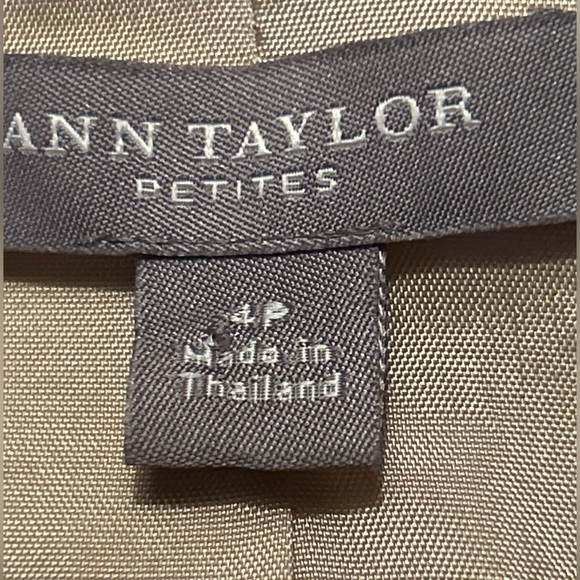 ANN TAYLOR
PETITES
4P
Made in
Thailand